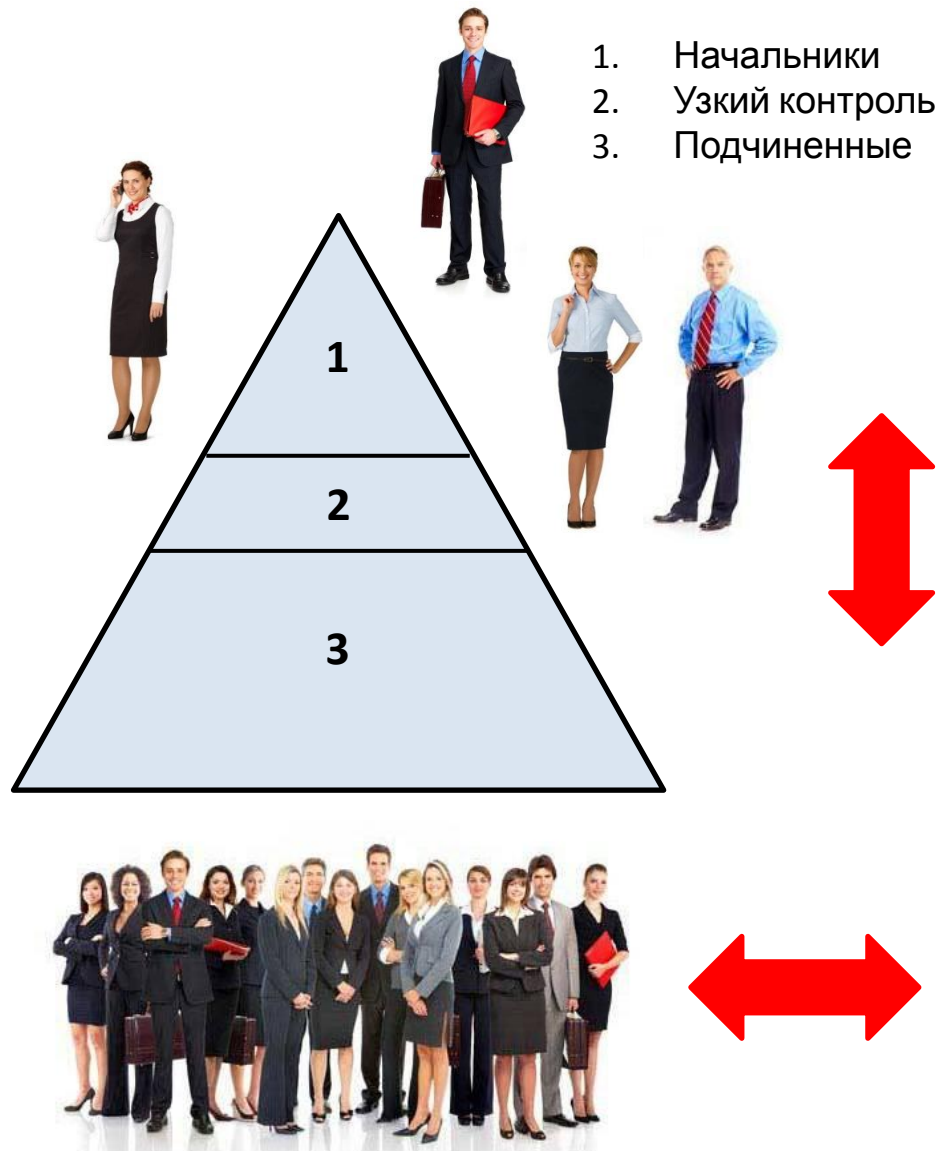 1. Начальники
2. Узкий контроль
3. Подчиненные
1
2
3